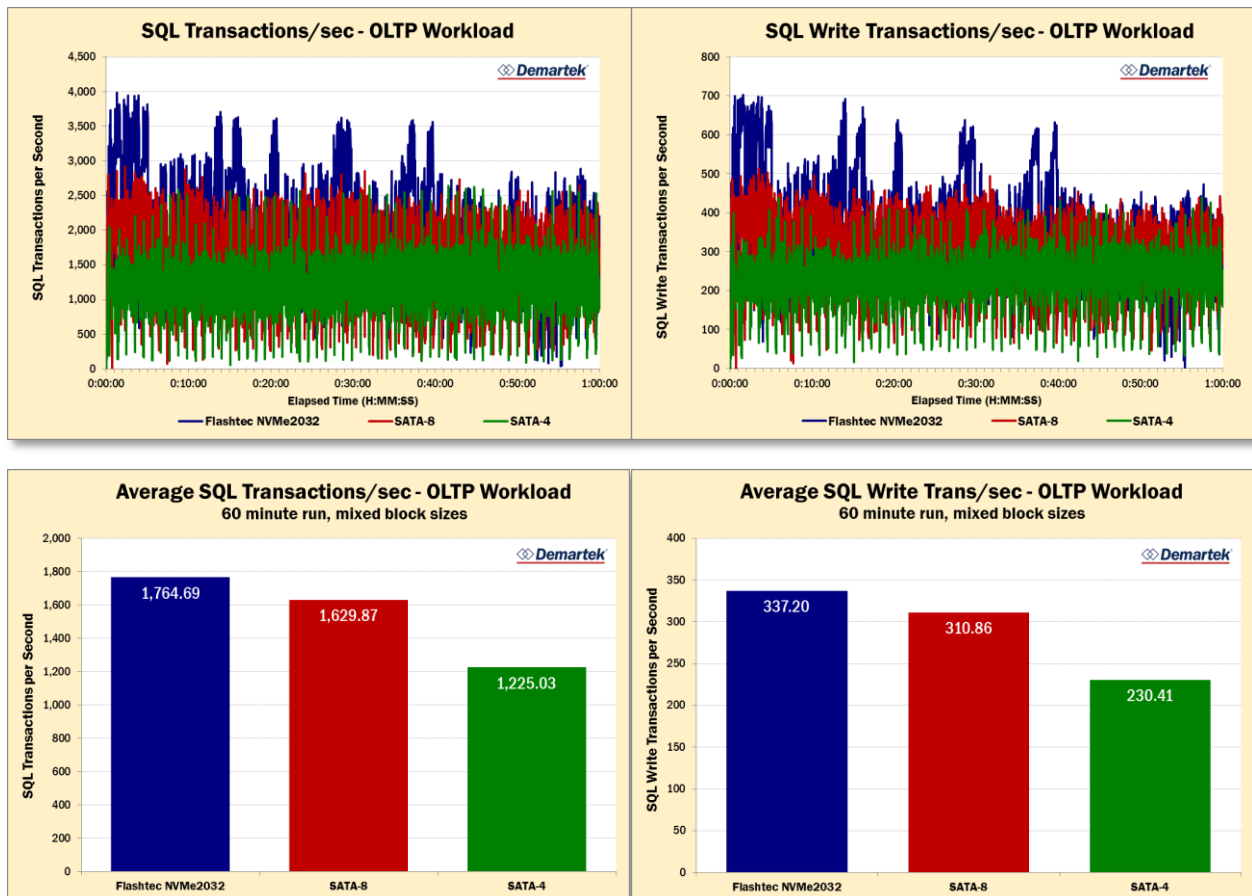 SQL Transactions/sec - OLTP Workload
Demartek
SQL Transactions per Second
4,500
4,000
3,500
3,000
2,500
2,000
1,500
1,000
500
0
0:00:00 0:10:00 0:20:00 0:30:00 0:40:00 0:50:00 1:00:00
Elapsed Time (H:MM:SS)
Flashtec NVMe2032 SATA-8 SATA-4
SQL Write Transactions/sec - OLTP Workload
Demartek
SQL Write Transactions per Second
800
700
600
500
400
300
200
100
0
0:00:00 0:10:00 0:20:00 0:30:00 0:40:00 0:50:00 1:00:00
Elapsed Time (H:MM:SS)
Flashtec NVMe2032 SATA-8 SATA-4
Average SQL Transactions/sec - OLTP Workload
60 minute run, mixed block sizes
Demartek
SQL Transactions per Second
2,000
1,800
1,600
1,400
1,200
1,000
800
600
400
200
0
1,764.69
1,629.87
1,225.03
Flashtec NVMe2032 SATA-8 SATA-4
Average SQL Write Trans/sec - OLTP Workload
60 minute run, mixed block sizes
Demartek
SQL Write Transactions per Second
400
350
300
250
200
150
100
50
0
337.20
310.86
230.41
Flashtec NVMe2032 SATA-8 SATA-4